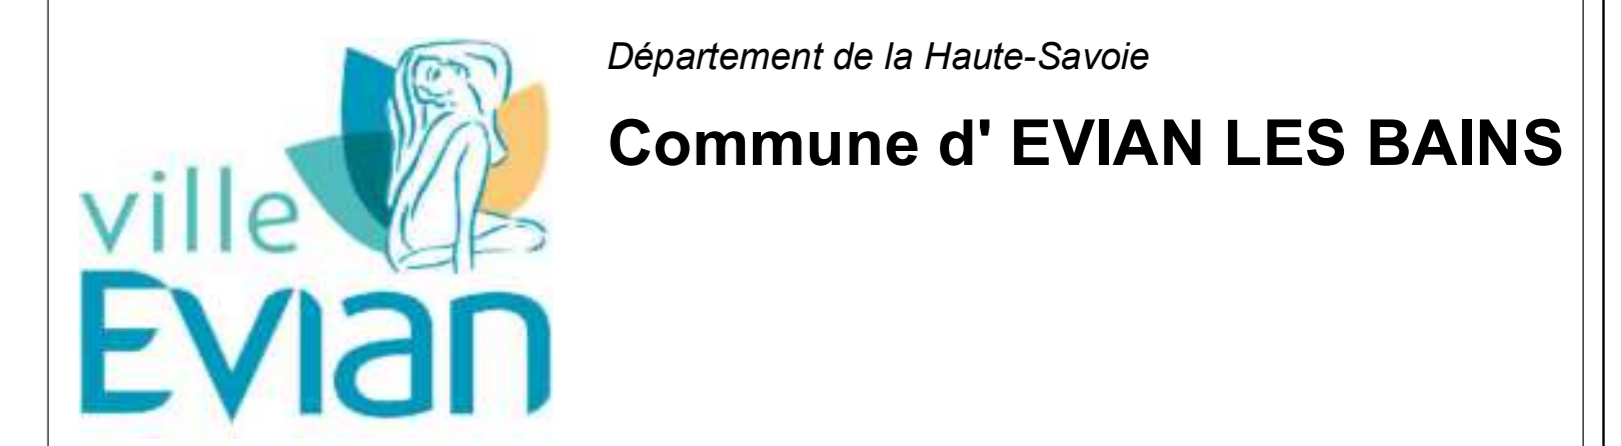 Département de la Haute-Savoie
Commune d' EVIAN LES BAINS
ville
Evian